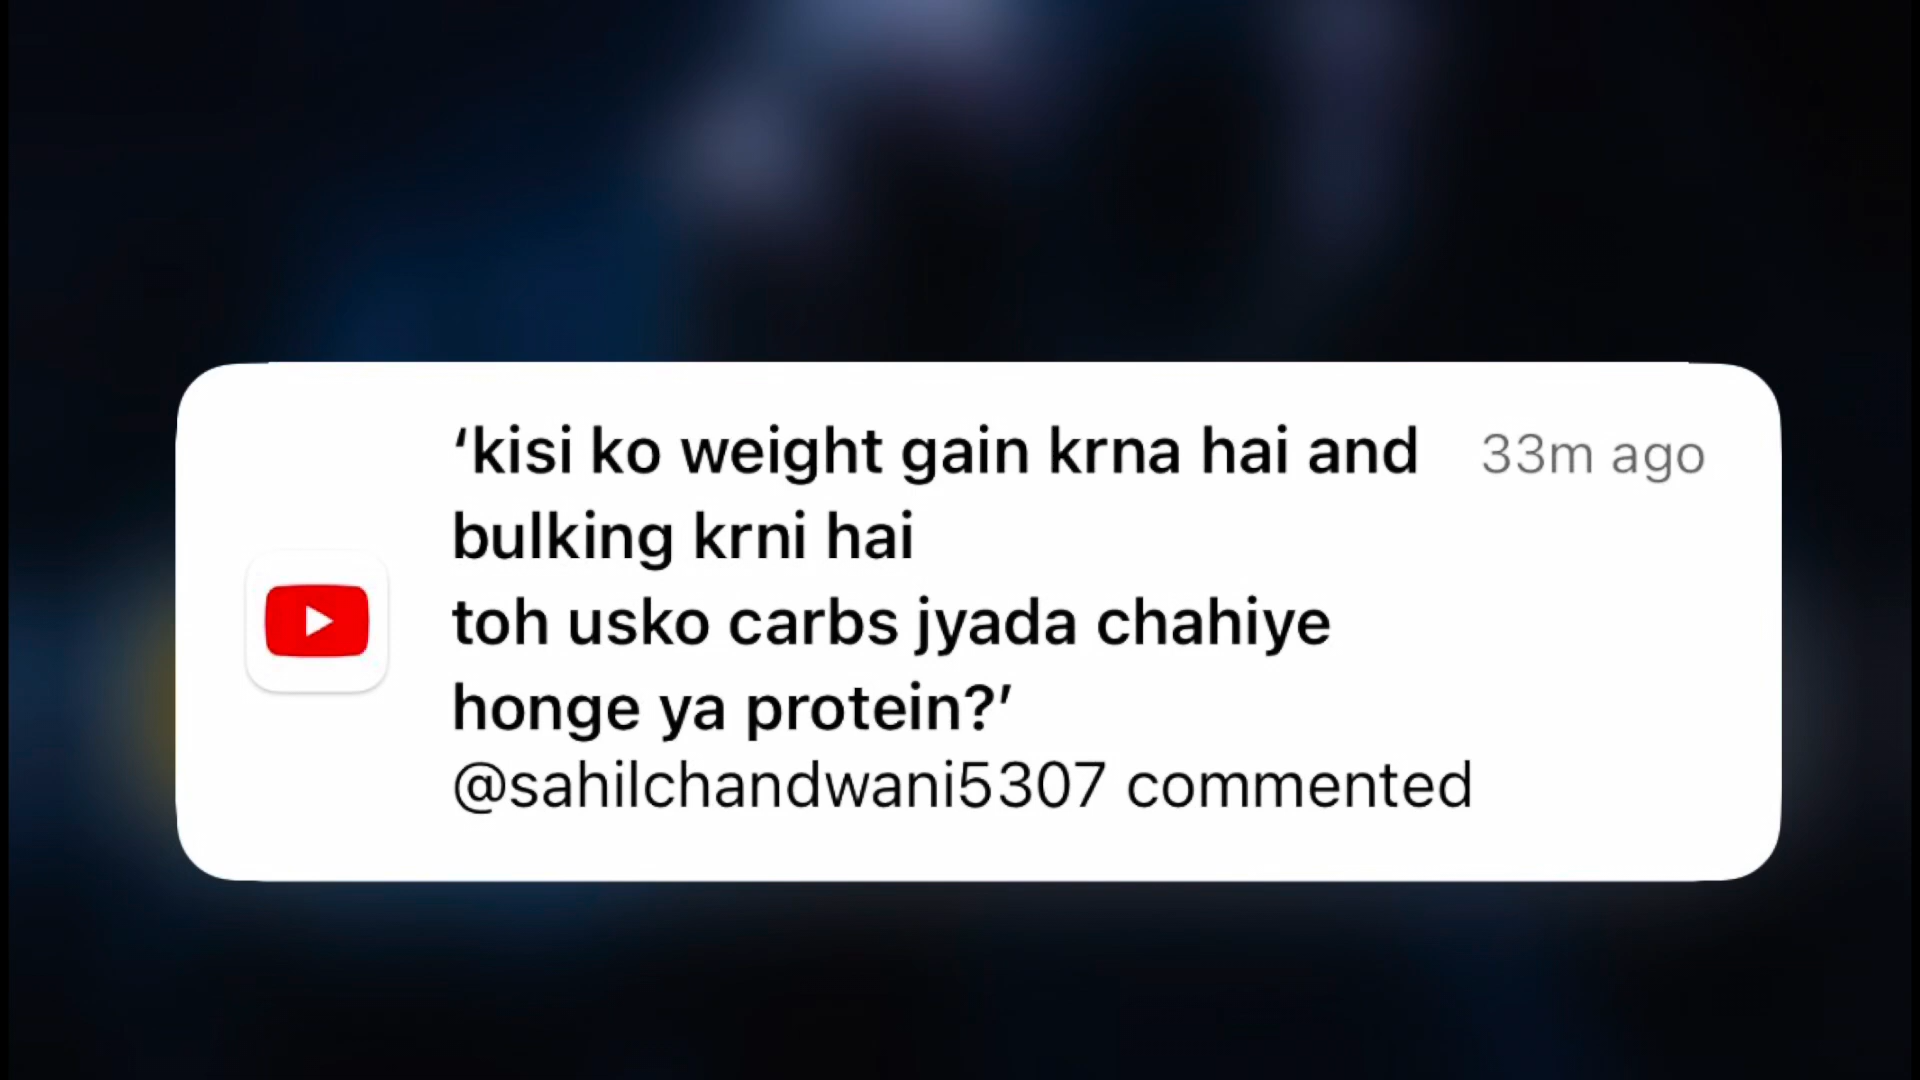 ‘kisi ko weight gain krna hai and
33m ago
bulking krni hai
toh usko carbs jyada chahiye
honge ya protein?’
@sahilchandwani5307 commented